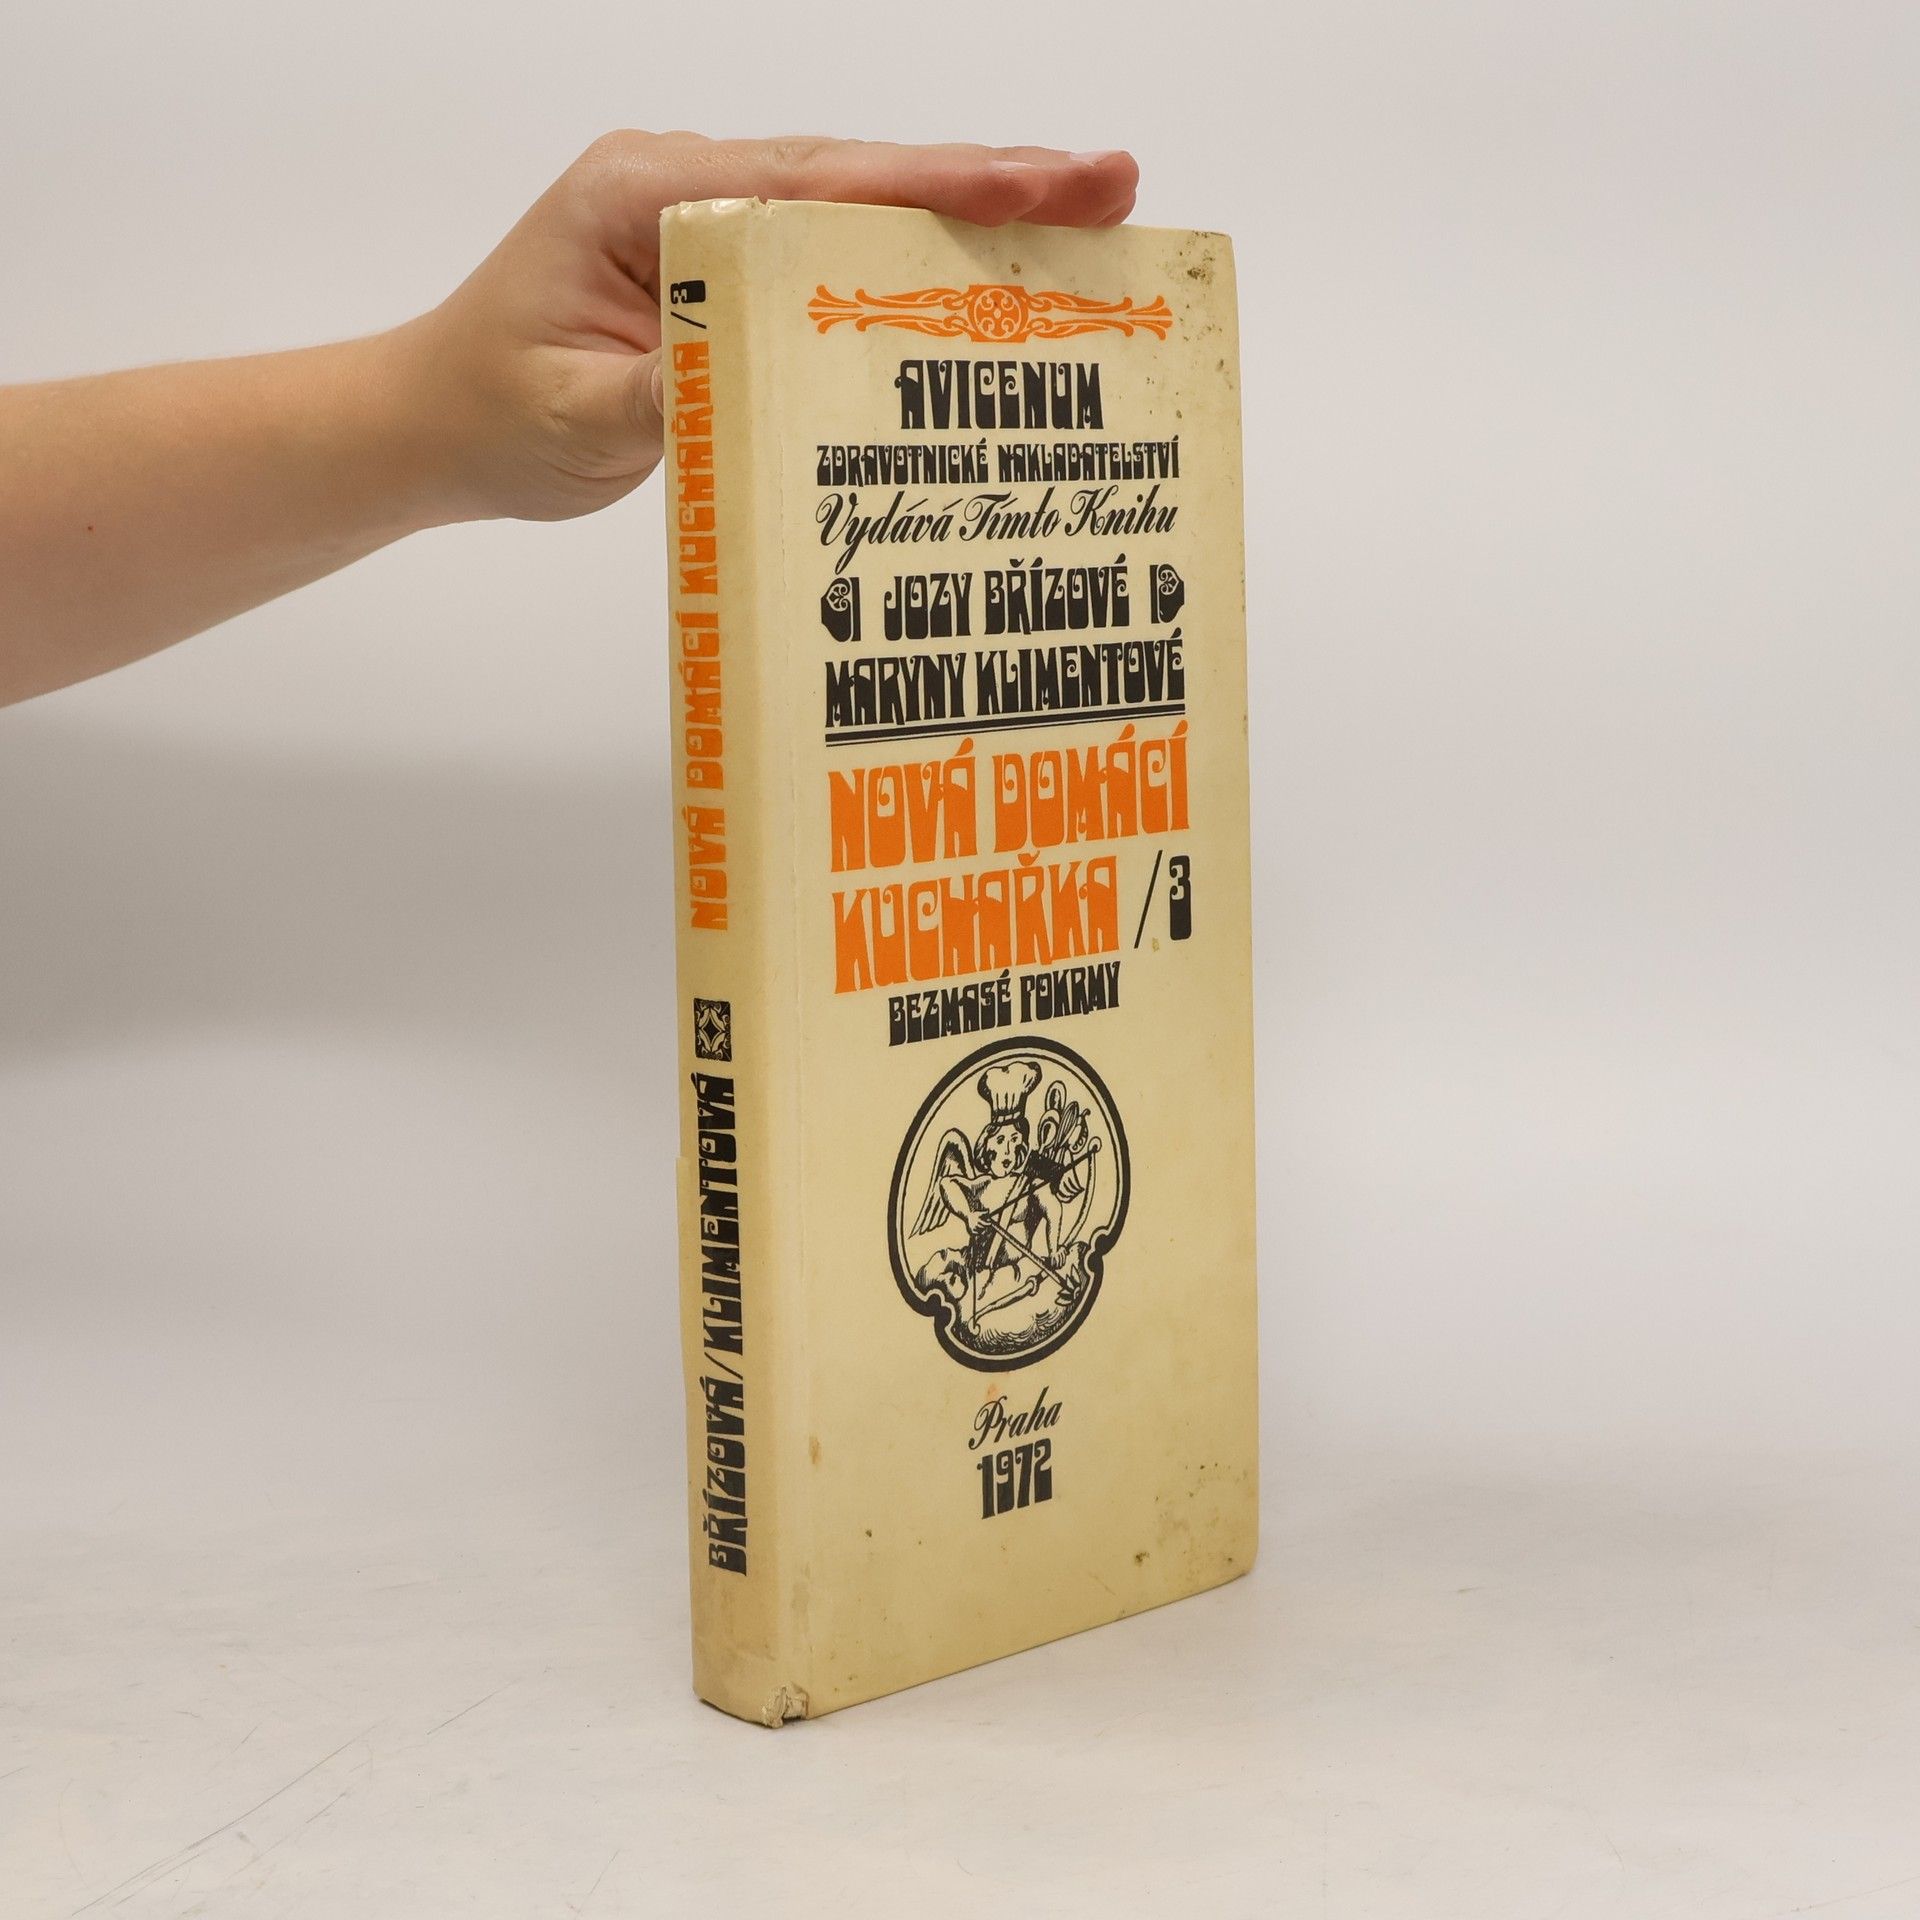 NOVÁ DOMÁCÍ KUCHAŘKA /3
BŘÍZOVÁ/KLIMENTOVÁ
AVICENUM
ZDRAVOTNICKÉ NAKLADATELSTVÍ
Vydává Tímto Knihu
JOZY BŘÍZOVÉ
MARYNY KLIMENTOVÉ
NOVÁ DOMÁCÍ
KUCHAŘKA /3
BEZMASÉ POKRMY
Praha
1972